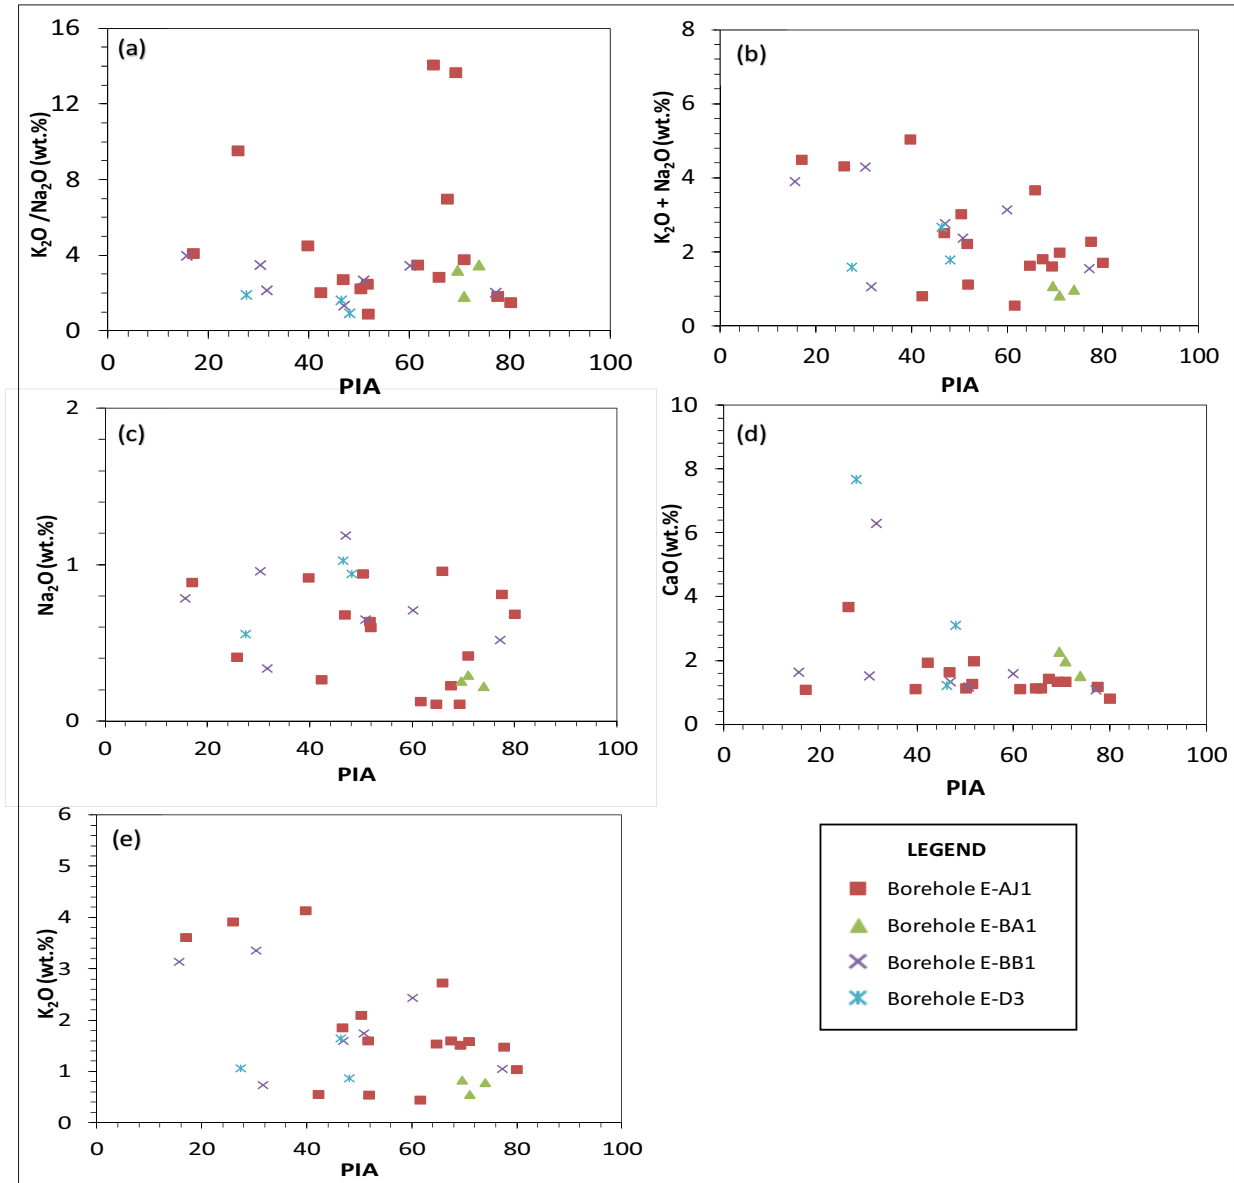 (a)
K₂O /Na₂O (wt.%)
16
12
8
4
0
0 20 40 60 80 100
PIA
(b)
K₂O + Na₂O (wt.%)
8
6
4
2
0
0 20 40 60 80 100
PIA
(c)
Na₂O (wt.%)
2
1
0
0 20 40 60 80 100
PIA
(d)
CaO (wt.%)
10
8
6
4
2
0
0 20 40 60 80 100
PIA
(e)
K₂O (wt.%)
6
5
4
3
2
1
0
0 20 40 60 80 100
PIA
LEGEND
Borehole E-AJ1
Borehole E-BA1
Borehole E-BB1
Borehole E-D3